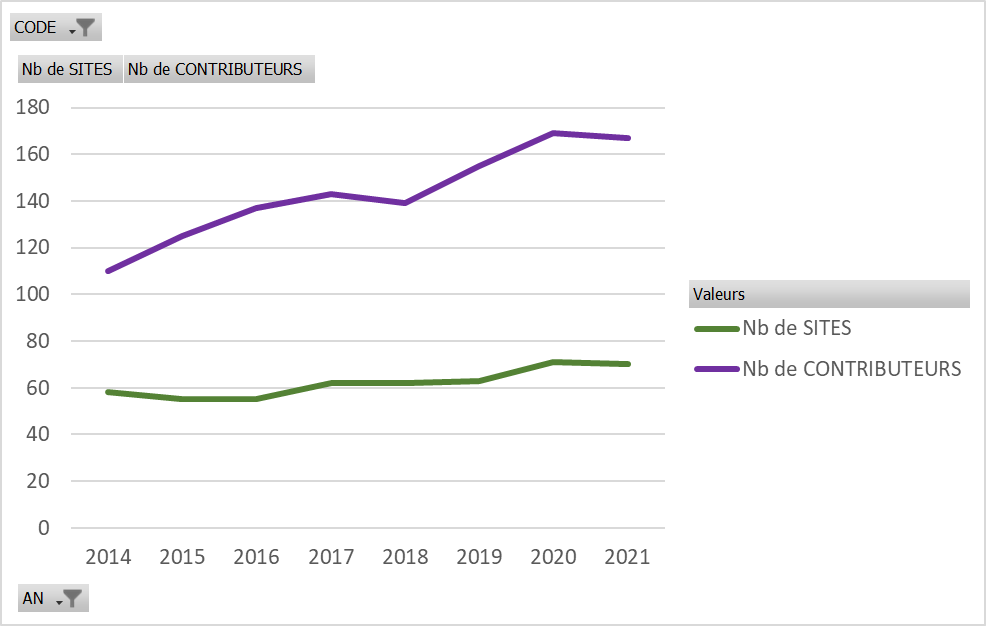 CODE
Nb de SITES Nb de CONTRIBUTEURS
180
160
140
120
100
80
60
40
20
0
2014 2015 2016 2017 2018 2019 2020 2021
AN
Valeurs
Nb de SITES
Nb de CONTRIBUTEURS